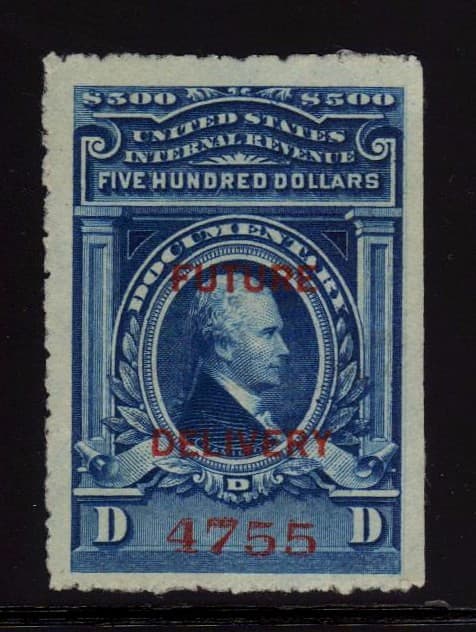 $500 $500
UNITED STATES
INTERNAL REVENUE
FIVE HUNDRED DOLLARS
DOCUMENTARY
FUTURE
DELIVERY
D
D 4755 D